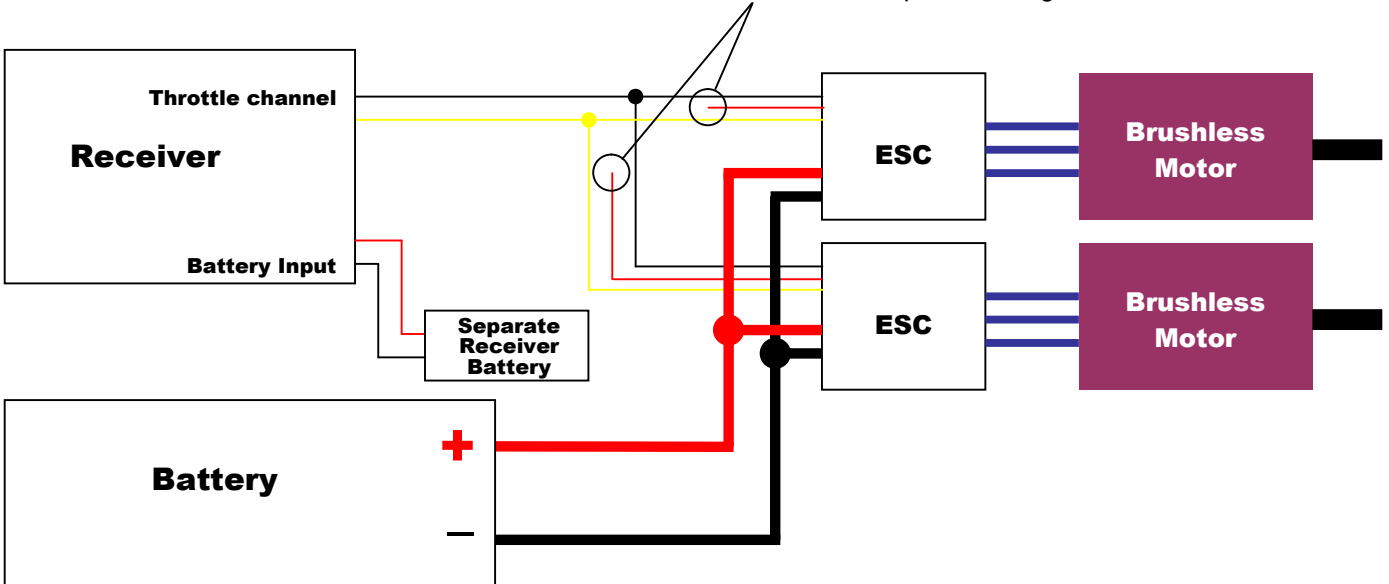 Throttle channel
Receiver
Battery Input
Separate
Receiver
Battery
Battery
+
–
ESC
Brushless
Motor
ESC
Brushless
Motor